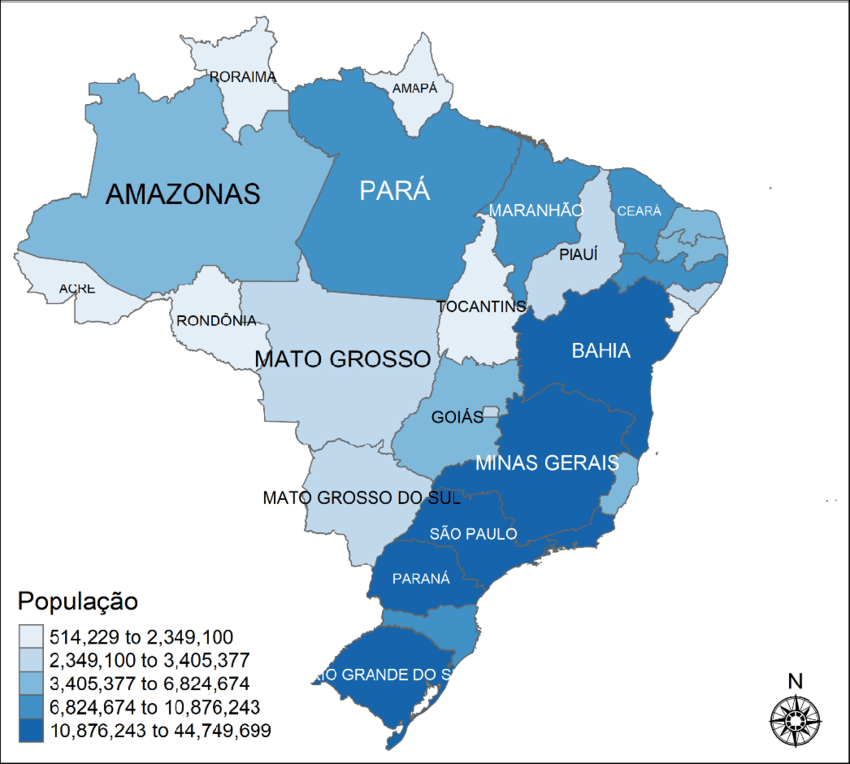 RORAIMA
AMAPÁ
AMAZONAS
PARÁ
MARANHÃO
CEARÁ
PIAUÍ
ACRE
TOCANTINS
RONDÔNIA
BAHIA
MATO GROSSO
GOIÁS
MINAS GERAIS
MATO GROSSO DO SUL
SÃO PAULO
PARANÁ
RIO GRANDE DO S
População
514,229 to 2,349,100
2,349,100 to 3,405,377
3,405,377 to 6,824,674
6,824,674 to 10,876,243
10,876,243 to 44,749,699
N